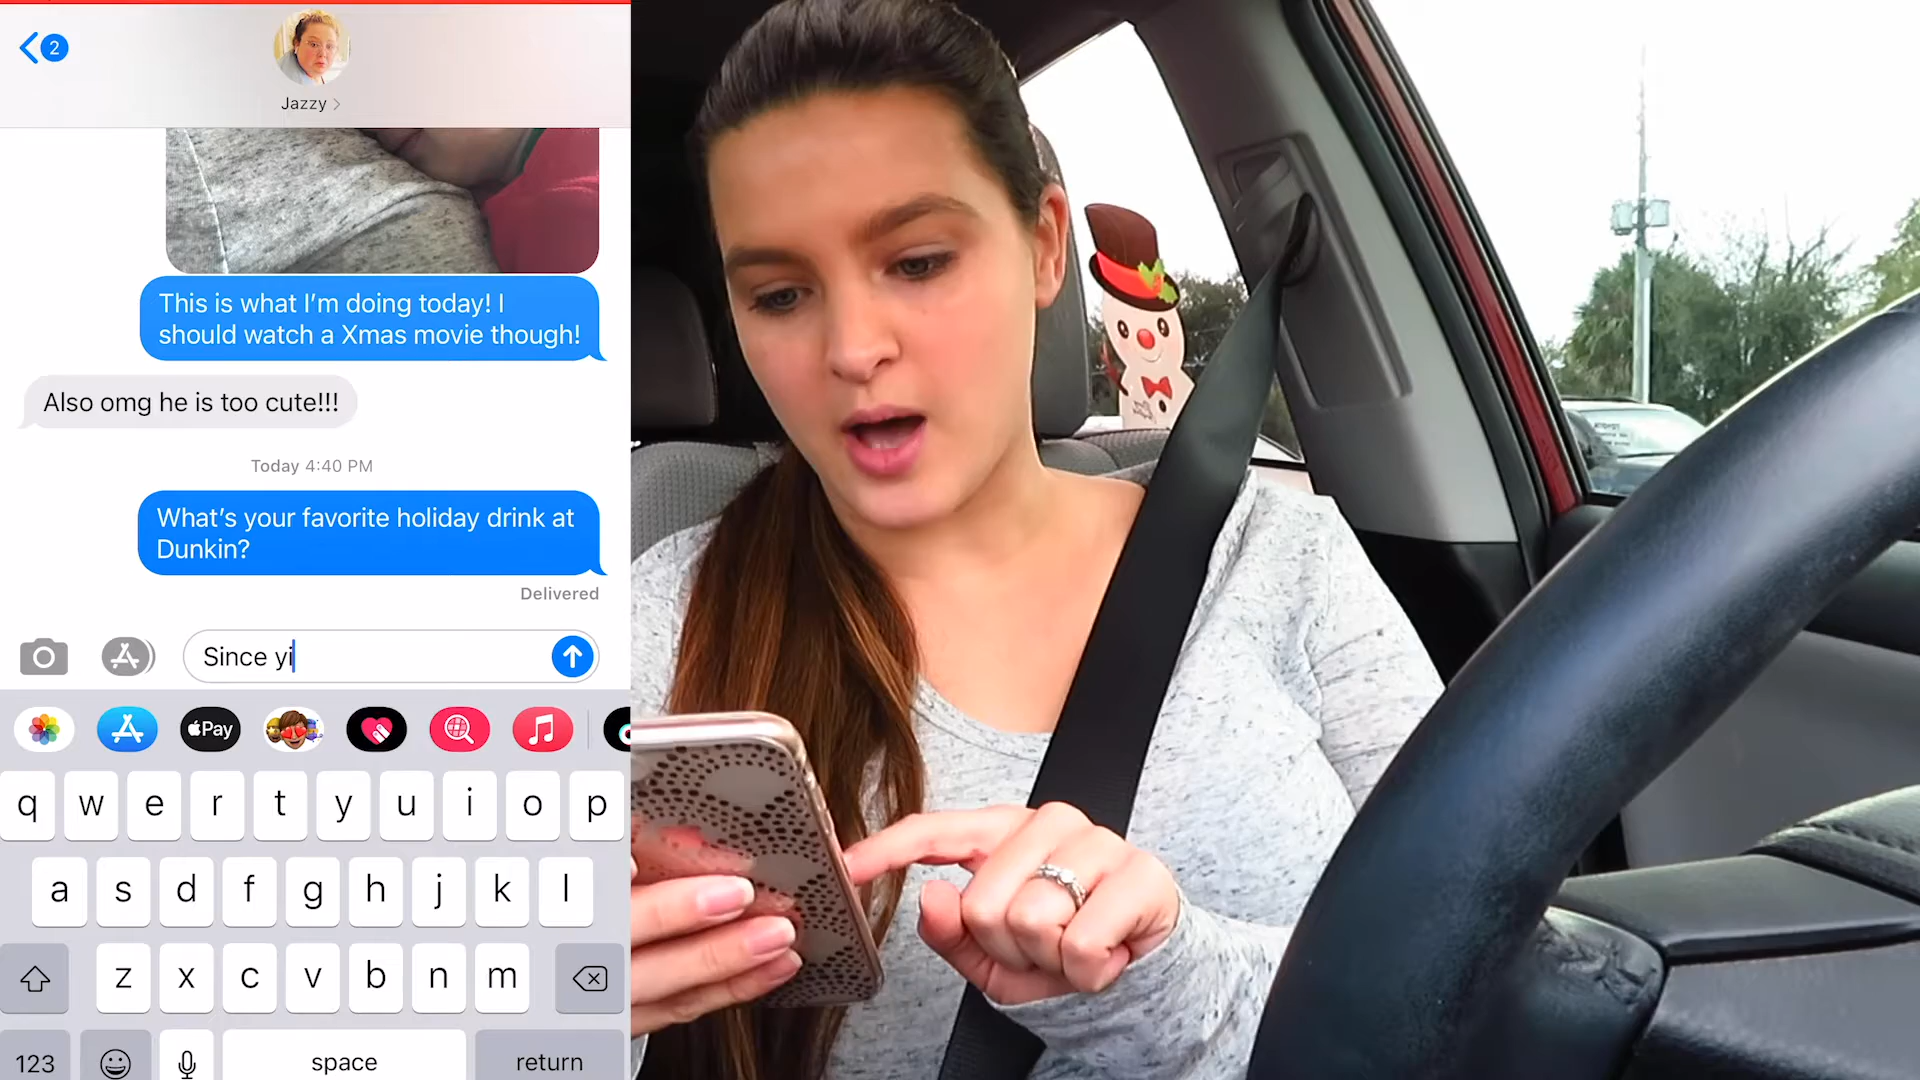 2
Jazzy >
This is what I'm doing today! I
should watch a Xmas movie though!
Also omg he is too cute!!!
Today 4:40 PM
What's your favorite holiday drink at
Dunkin?
Delivered
Since yi
Pay
q w e r t y u i o p
a s d f g h j k l
z x c v b n m
123 space return